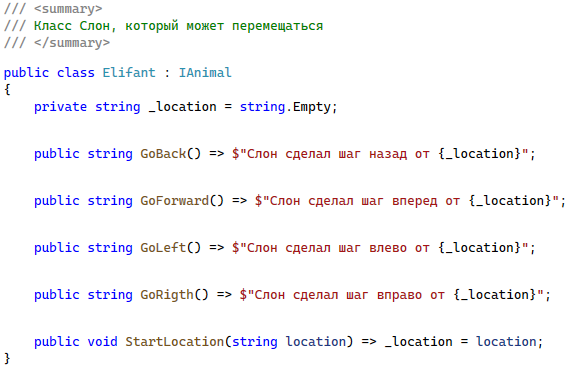 /// <summary>
/// Класс Слон, который может перемещаться
/// </summary>
public class Elifant : IAnimal
{
private string _location = string.Empty;
public string GoBack() => $"Слон сделал шаг назад от {_location}";
public string GoForward() => $"Слон сделал шаг вперед от {_location}";
public string GoLeft() => $"Слон сделал шаг влево от {_location}";
public string GoRigth() => $"Слон сделал шаг вправо от {_location}";
public void StartLocation(string location) => _location = location;
}